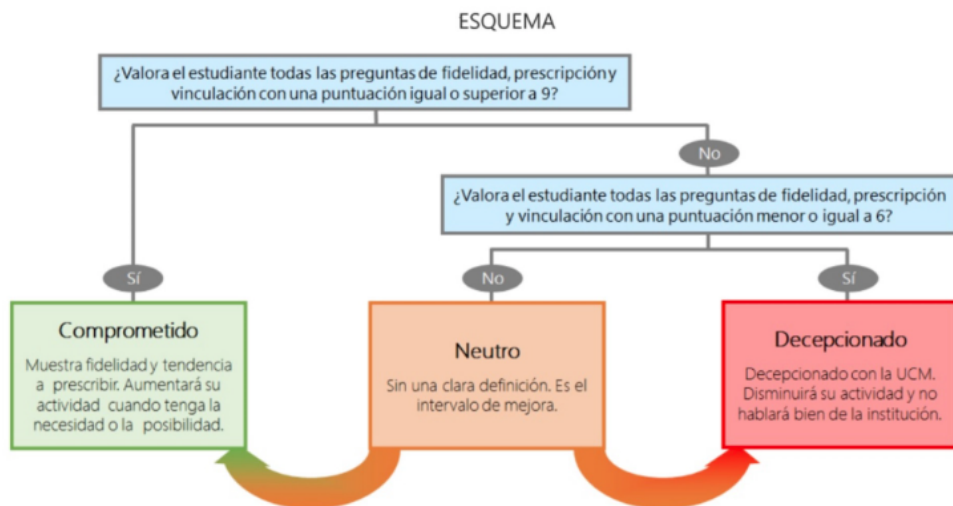 ESQUEMA
¿Valora el estudiante todas las preguntas de fidelidad, prescripción y
vinculación con una puntuación igual o superior a 9?
No
¿Valora el estudiante todas las preguntas de fidelidad, prescripción
y vinculación con una puntuación menor o igual a 6?
Sí
No
Sí
Comprometido
Muestra fidelidad y tendencia
a prescribir. Aumentará su
actividad cuando tenga la
necesidad o la posibilidad.
Neutro
Sin una clara definición. Es el
intervalo de mejora.
Decepcionado
Decepcionado con la UCM.
Disminuirá su actividad y no
hablará bien de la institución.